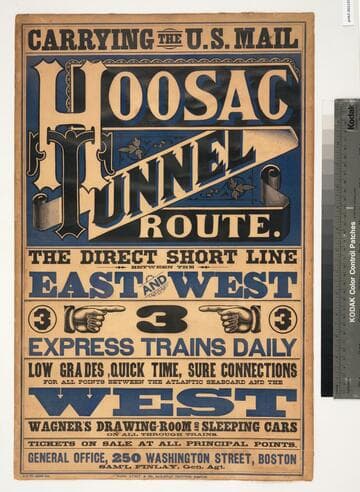 CARRYING THE U.S. MAIL
HOOSAC
TUNNEL
ROUTE.
THE DIRECT SHORT LINE
BETWEEN THE
EAST AND WEST
3 3 3
EXPRESS TRAINS DAILY
LOW GRADES, QUICK TIME, SURE CONNECTIONS
FOR ALL POINTS BETWEEN THE ATLANTIC SEABOARD AND THE
WEST
WAGNER'S DRAWING-ROOM & SLEEPING CARS
ON ALL THROUGH TRAINS.
TICKETS ON SALE AT ALL PRINCIPAL POINTS.
GENERAL OFFICE, 250 WASHINGTON STREET, BOSTON
SAM'L FINLAY, Gen. Agt.
Kodak
KODAK Color Control Patches